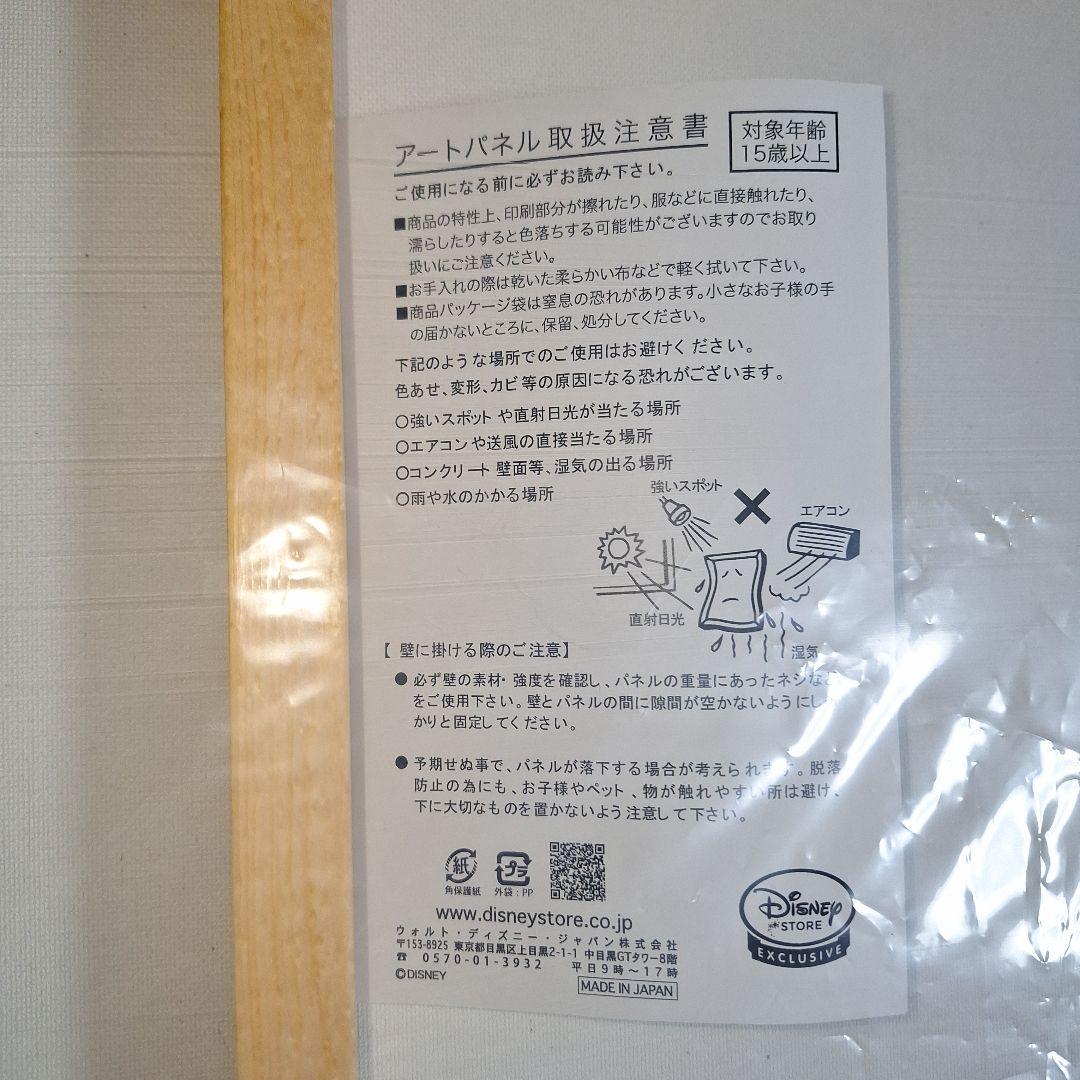 アートパネル取扱注意書
対象年齢
15歳以上
ご使用になる前に必ずお読み下さい。
■商品の特性上、印刷部分が擦れたり、服などに直接触れたり、
濡らしたりすると色落ちする可能性がございますのでお取り
扱いにご注意ください。
■お手入れの際は乾いた柔らかい布などで軽く拭いて下さい。
■商品パッケージ袋は窒息の恐れがあります。小さなお子様の手
の届かないところに、保留、処分してください。
下記のような場所でのご使用はお避けください。
色あせ、変形、カビ等の原因になる恐れがございます。
○強いスポットや直射日光が当たる場所
○エアコンや送風の直接当たる場所
○コンクリート壁面等、湿気の出る場所
○雨や水のかかる場所
強いスポット
エアコン
直射日光
湿気
【壁に掛ける際のご注意】
●必ず壁の素材・強度を確認し、パネルの重量にあったネジなど
をご使用下さい。壁とパネルの間に隙間が空かないようにしっ
かりと固定してください。
●予期せぬ事で、パネルが落下する場合が考えられます。脱落
防止の為にも、お子様やペット、物が触れやすい所は避け、
下に大切なものを置かないよう注意して下さい。
紙
角保護紙
プラ
外袋：PP
www.disneystore.co.jp
ウォルト・ディズニー・ジャパン株式会社
〒153-8925 東京都目黒区上目黒2-1-1 中目黒GTタワー8階
☎ 0570-01-3932 平日9時〜17時
©DISNEY
MADE IN JAPAN
DISNEY
STORE
EXCLUSIVE